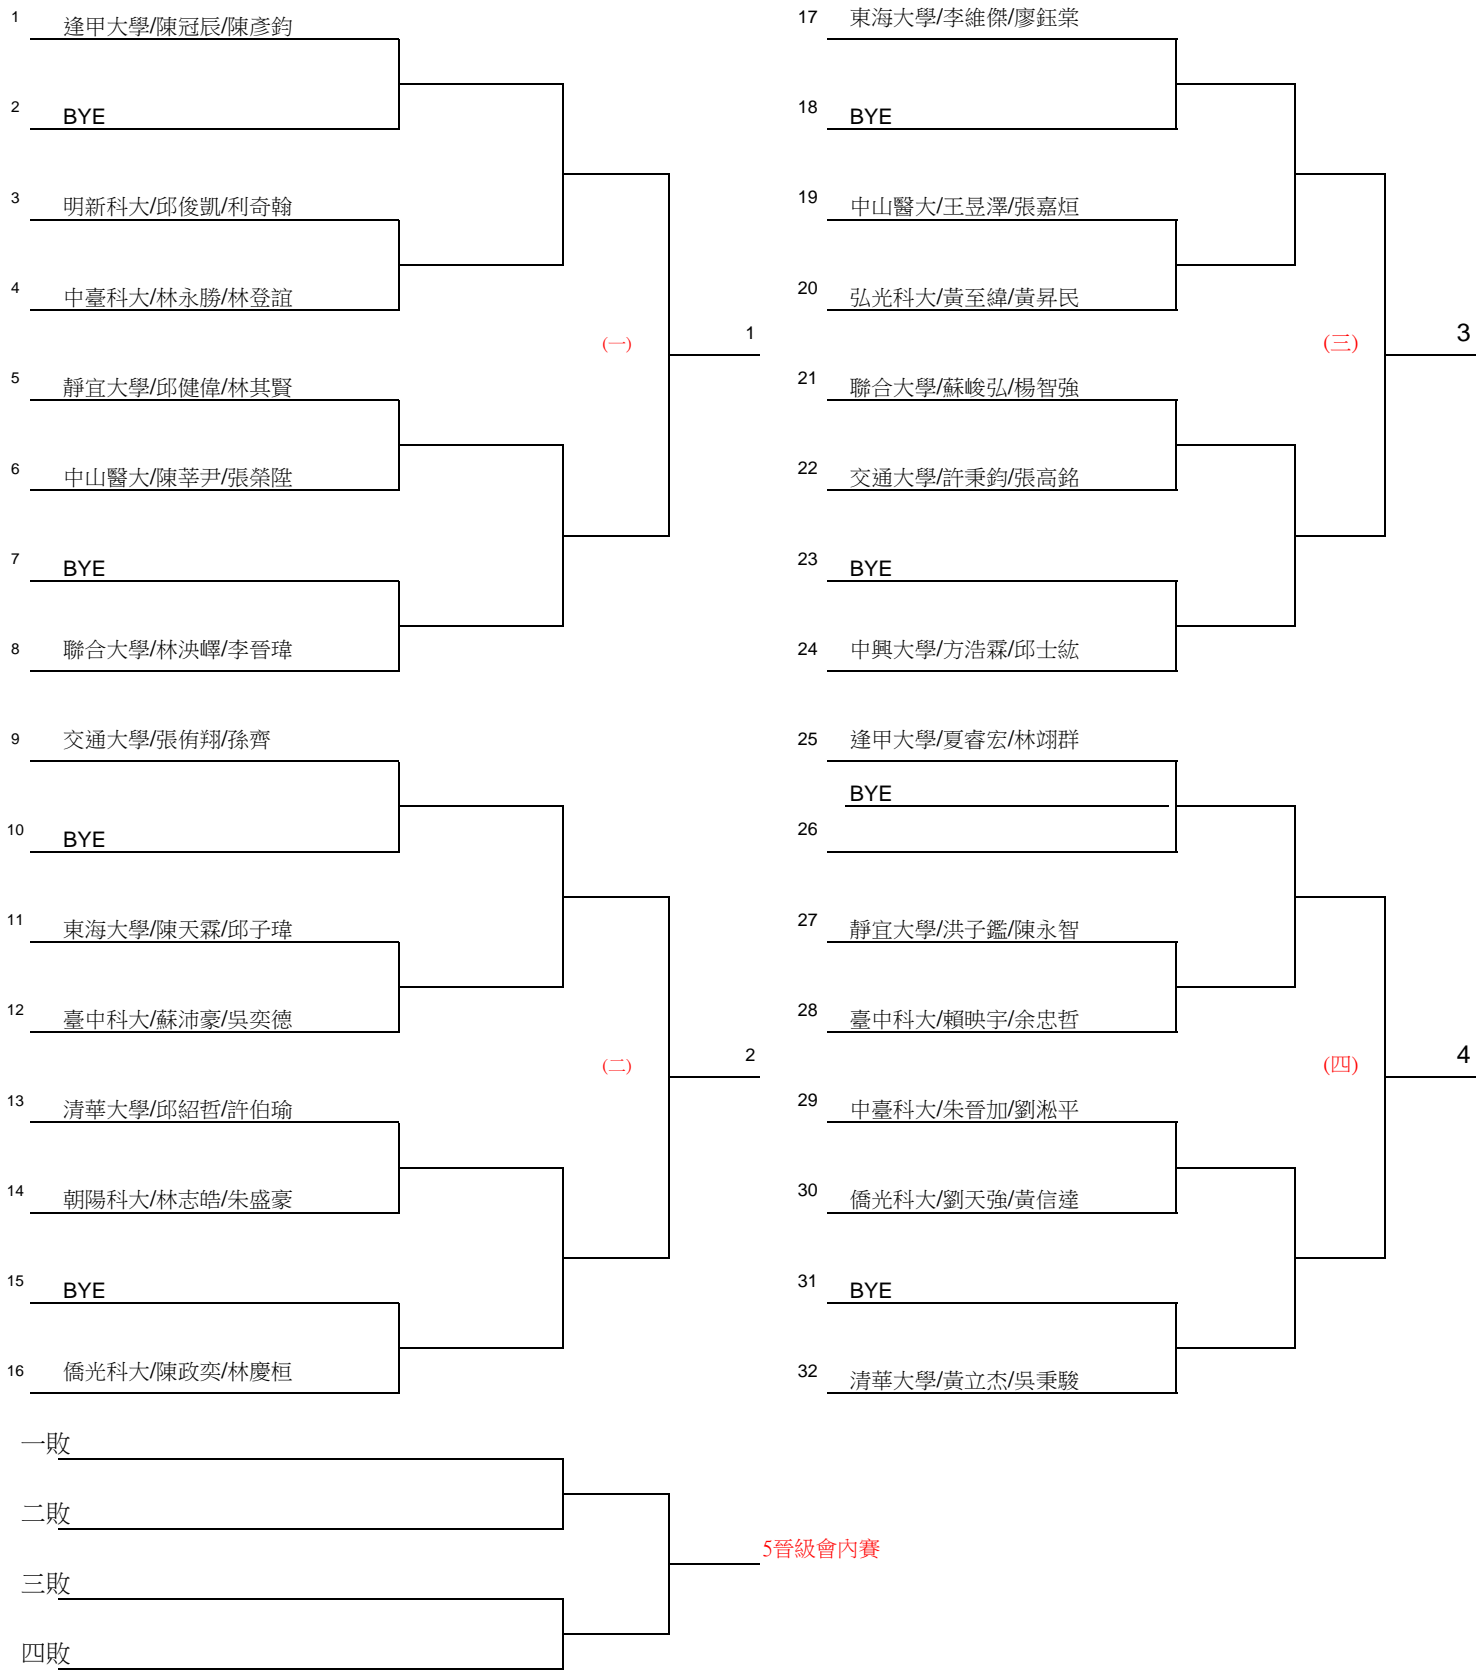 1 逢甲大學/陳冠辰/陳彥鈞
2 BYE
3 明新科大/邱俊凱/利奇翰
4 中臺科大/林永勝/林登誼
(一) 1
5 靜宜大學/邱健偉/林其賢
6 中山醫大/陳莘尹/張榮陞
7 BYE
8 聯合大學/林泱嶧/李晉瑋
9 交通大學/張侑翔/孫齊
10 BYE
11 東海大學/陳天霖/邱子瑋
12 臺中科大/蘇沛豪/吳奕德
(二) 2
13 清華大學/邱紹哲/許伯瑜
14 朝陽科大/林志皓/朱盛豪
15 BYE
16 僑光科大/陳政奕/林慶桓
17 東海大學/李維傑/廖鈺棠
18 BYE
19 中山醫大/王昱澤/張嘉烜
20 弘光科大/黃至緯/黃昇民
(三) 3
21 聯合大學/蘇峻弘/楊智強
22 交通大學/許秉鈞/張高銘
23 BYE
24 中興大學/方浩霖/邱士紘
25 逢甲大學/夏睿宏/林翊群
BYE
26
27 靜宜大學/洪子鑑/陳永智
28 臺中科大/賴映宇/余忠哲
(四) 4
29 中臺科大/朱晉加/劉淞平
30 僑光科大/劉天強/黃信達
31 BYE
32 清華大學/黃立杰/吳秉駿
一敗
二敗
5晉級會內賽
三敗
四敗